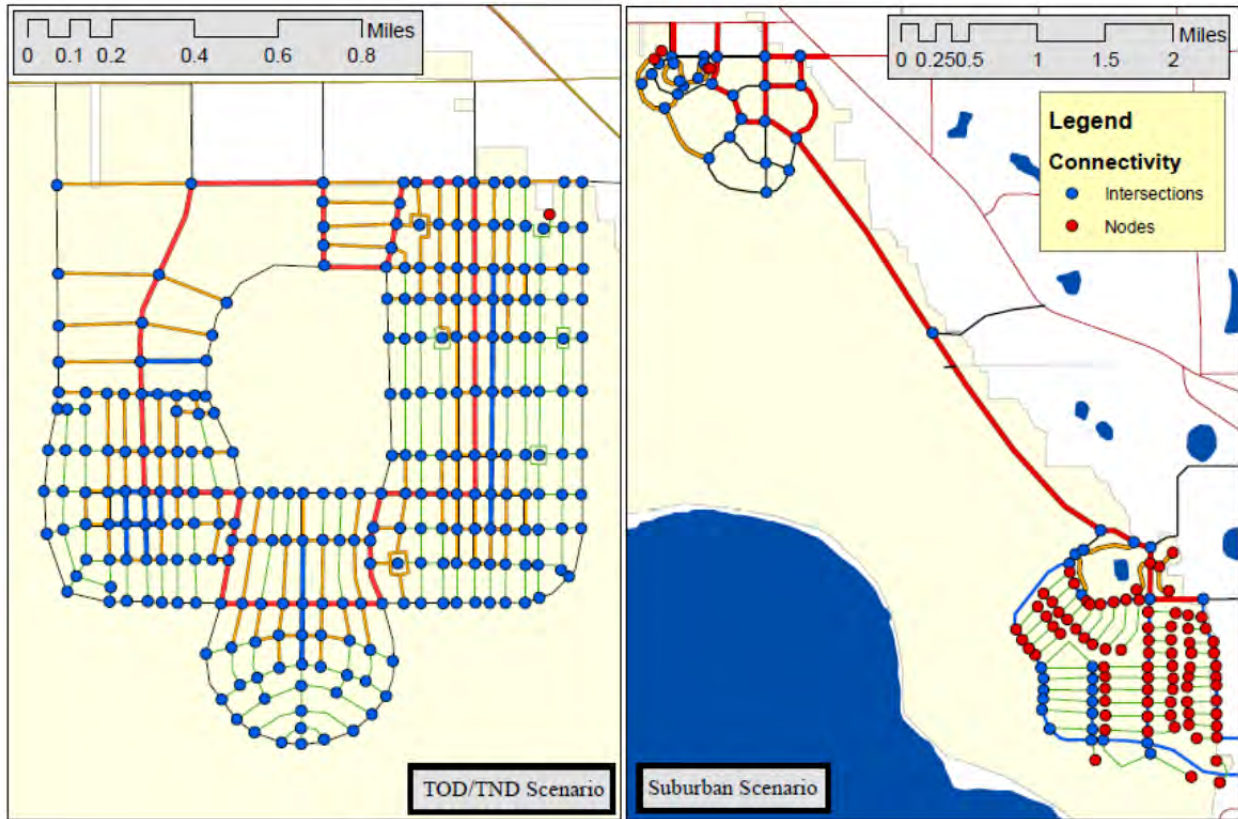 Miles
0 0.1 0.2 0.4 0.6 0.8
TOD/TND Scenario
Miles
0 0.250.5 1 1.5 2
Legend
Connectivity
Intersections
Nodes
Suburban Scenario